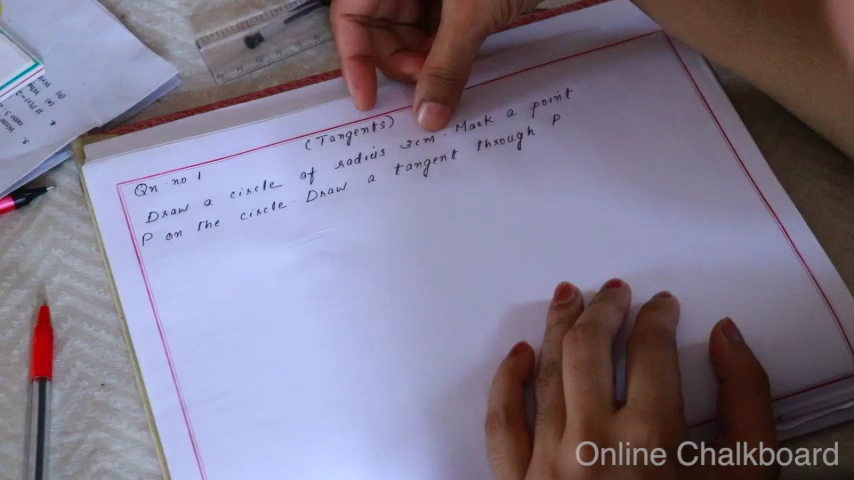 (Tangents)
Qn. no 1
Draw a circle of radius 3cm. Mark a point
P on the circle. Draw a tangent through P
Online Chalkboard